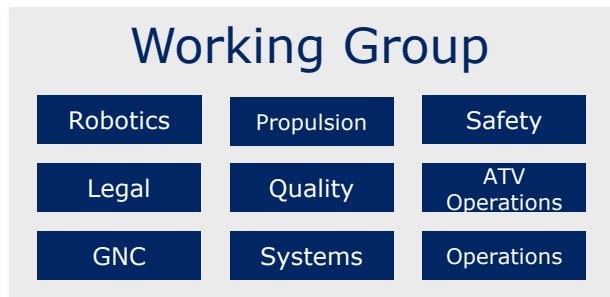 Working Group
Robotics
Propulsion
Safety
Legal
Quality
ATV
Operations
GNC
Systems
Operations